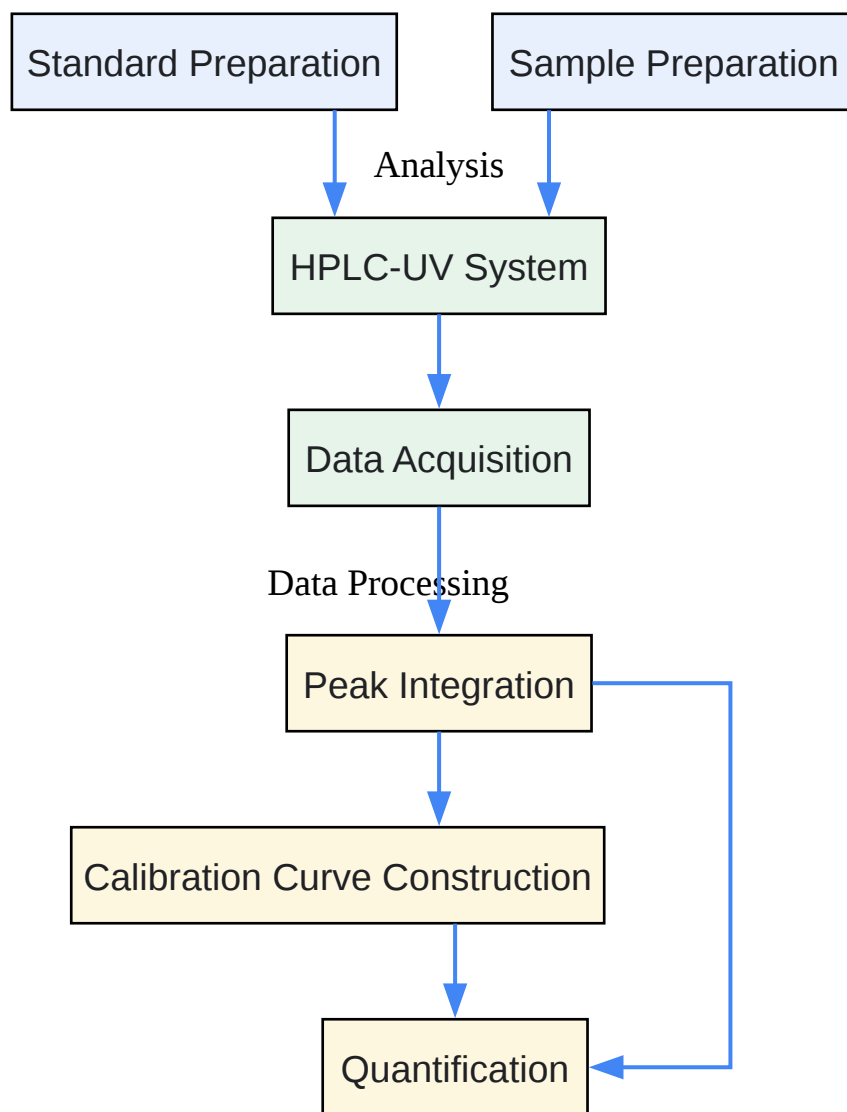 Standard Preparation
Sample Preparation
Analysis
HPLC-UV System
Data Acquisition
Data Processing
Peak Integration
Calibration Curve Construction
Quantification